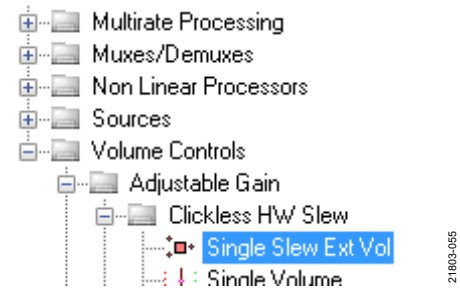 Multirate Processing
Muxes/Demuxes
Non Linear Processors
Sources
Volume Controls
Adjustable Gain
Clickless HW Slew
Single Slew Ext Vol
Single Volume
21803-055